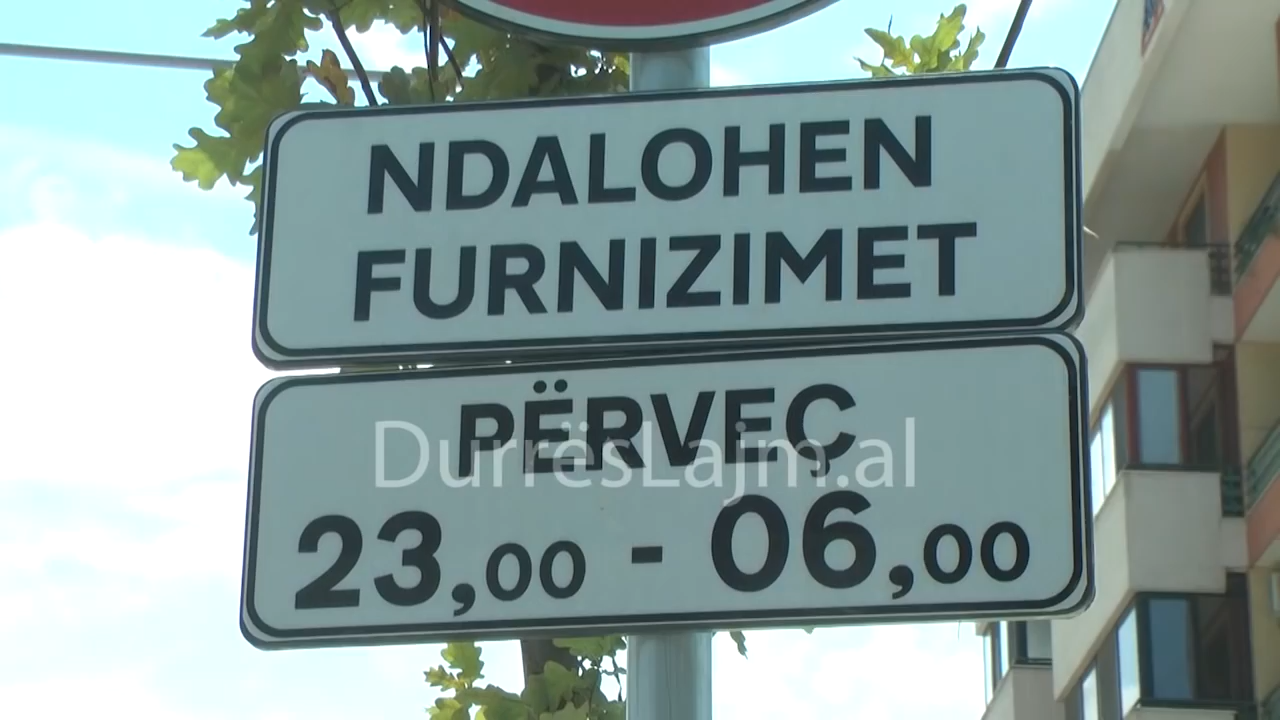 NDALOHEN
FURNIZIMET
PËRVEÇ
DurrësLajm.al
23,00 - 06,00